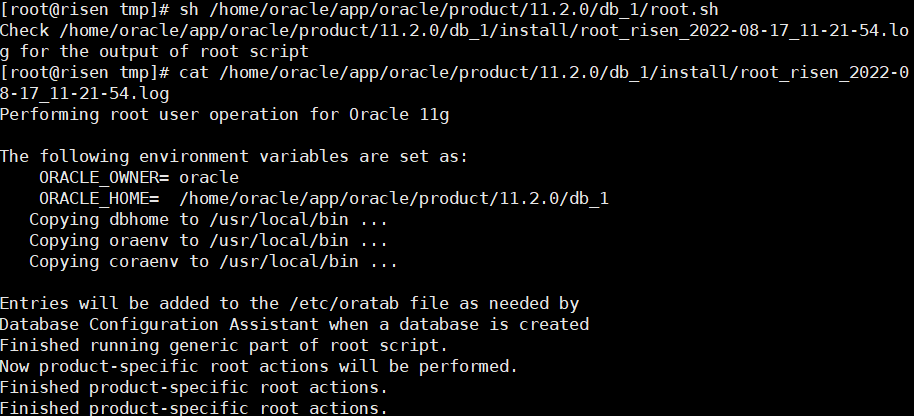 [root@risen tmp]# sh /home/oracle/app/oracle/product/11.2.0/db_1/root.sh
Check /home/oracle/app/oracle/product/11.2.0/db_1/install/root_risen_2022-08-17_11-21-54.lo
g for the output of root script
[root@risen tmp]# cat /home/oracle/app/oracle/product/11.2.0/db_1/install/root_risen_2022-0
8-17_11-21-54.log
Performing root user operation for Oracle 11g

The following environment variables are set as:
    ORACLE_OWNER= oracle
    ORACLE_HOME=  /home/oracle/app/oracle/product/11.2.0/db_1
   Copying dbhome to /usr/local/bin ...
   Copying oraenv to /usr/local/bin ...
   Copying coraenv to /usr/local/bin ...

Entries will be added to the /etc/oratab file as needed by
Database Configuration Assistant when a database is created
Finished running generic part of root script.
Now product-specific root actions will be performed.
Finished product-specific root actions.
Finished product-specific root actions.